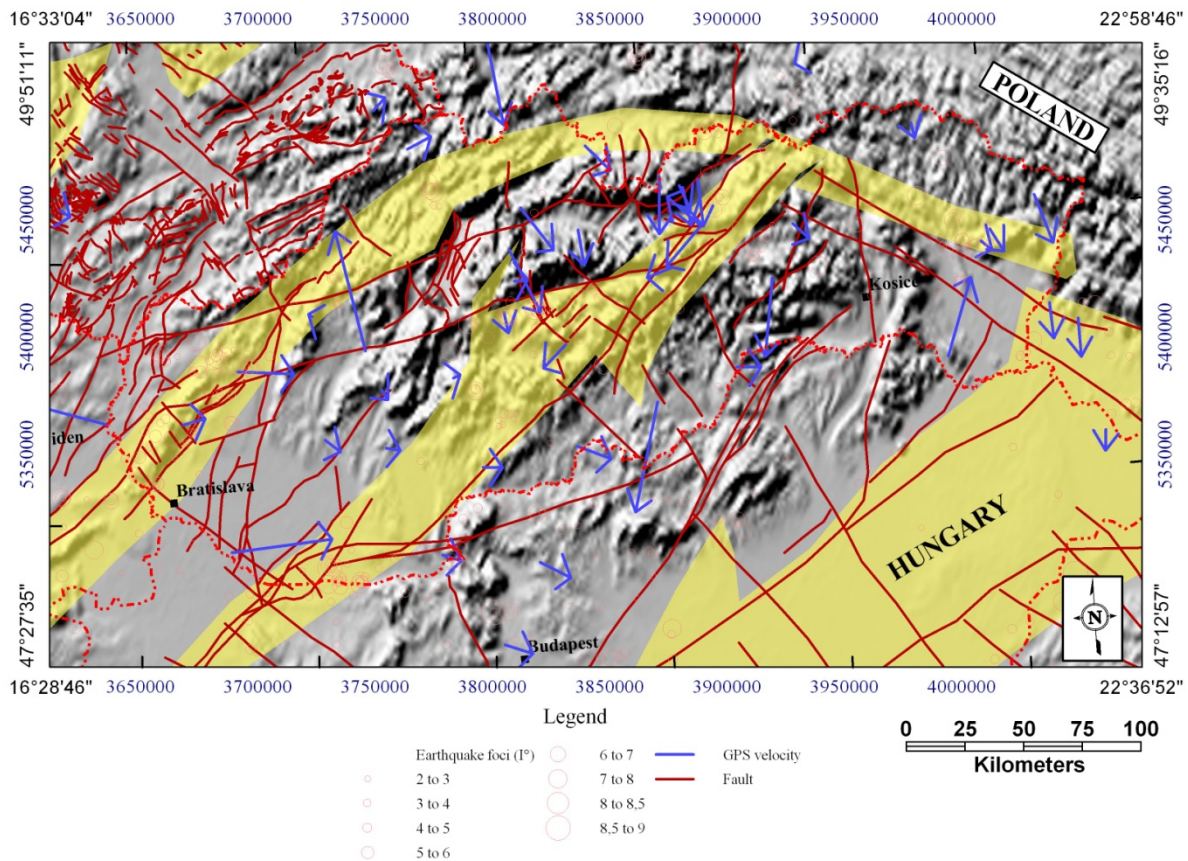 16°33'04" 3650000 3700000 3750000 3800000 3850000 3900000 3950000 4000000 22°58'46"
49°51'11"
49°35'16"
POLAND
5450000
5450000
Kosice
5400000
5400000
iden
5350000
5350000
Bratislava
HUNGARY
N
47°27'35"
47°12'57"
Budapest
16°28'46" 3650000 3700000 3750000 3800000 3850000 3900000 3950000 4000000 22°36'52"
Legend
Earthquake foci (I°)
2 to 3
3 to 4
4 to 5
5 to 6
6 to 7
7 to 8
8 to 8,5
8,5 to 9
GPS velocity
Fault
0 25 50 75 100
Kilometers